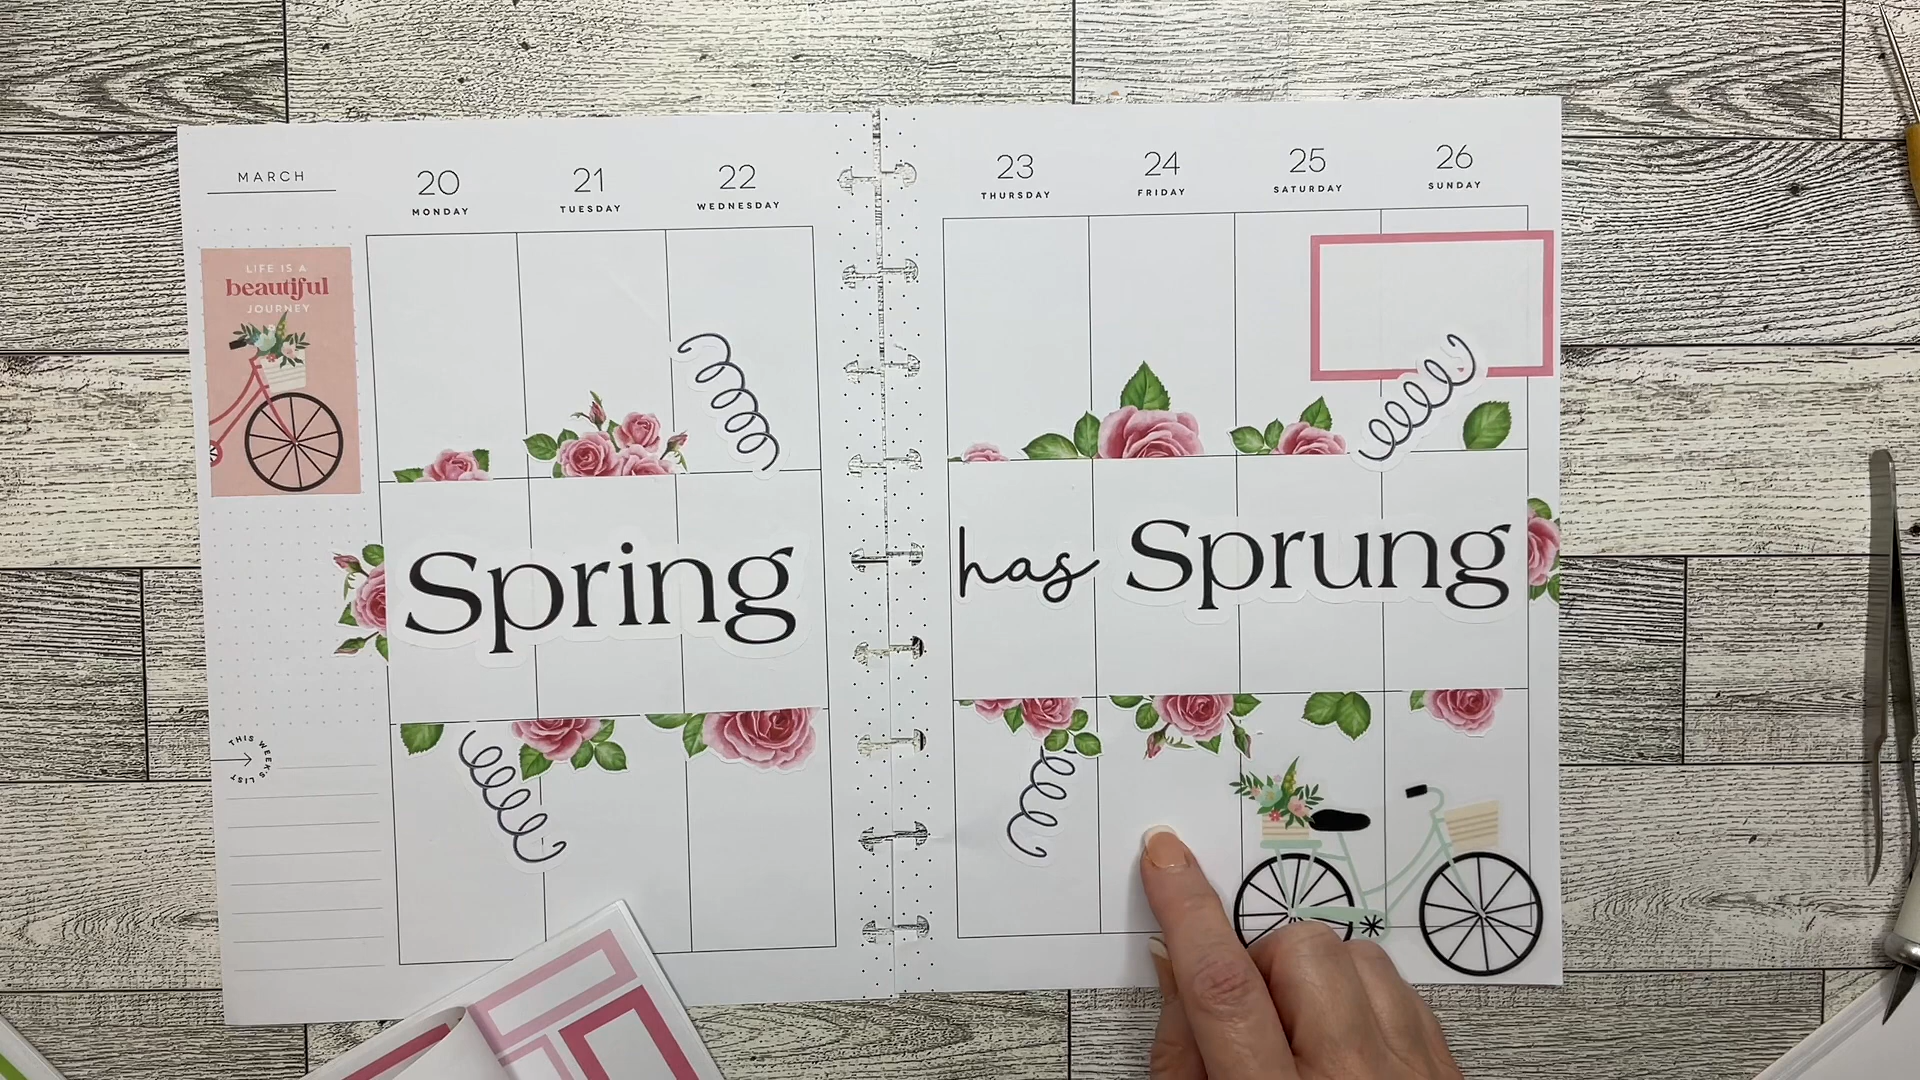 MARCH
20
MONDAY
21
TUESDAY
22
WEDNESDAY
23
THURSDAY
24
FRIDAY
25
SATURDAY
26
SUNDAY
LIFE IS A
beautiful
JOURNEY
Spring
has Sprung
THIS WEEK'S LIST